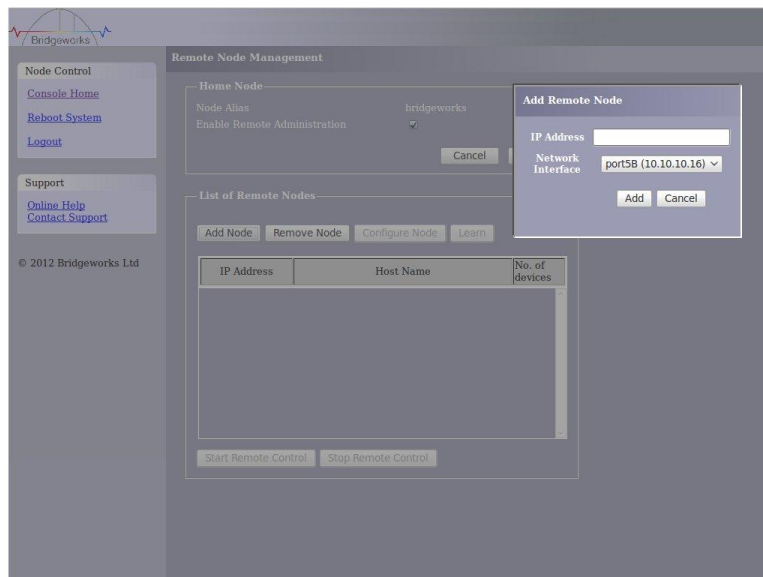 Bridgeworks
Node Control
Console Home
Reboot System
Logout
Support
Online Help
Contact Support
© 2012 Bridgeworks Ltd
Remote Node Management
Home Node
Node Alias bridgeworks
Enable Remote Administration
Cancel
List of Remote Nodes
Add Node Remove Node Configure Node Learn
IP Address Host Name No. of devices
Start Remote Control Stop Remote Control
Add Remote Node
IP Address
Network Interface port5B (10.10.10.16)
Add Cancel